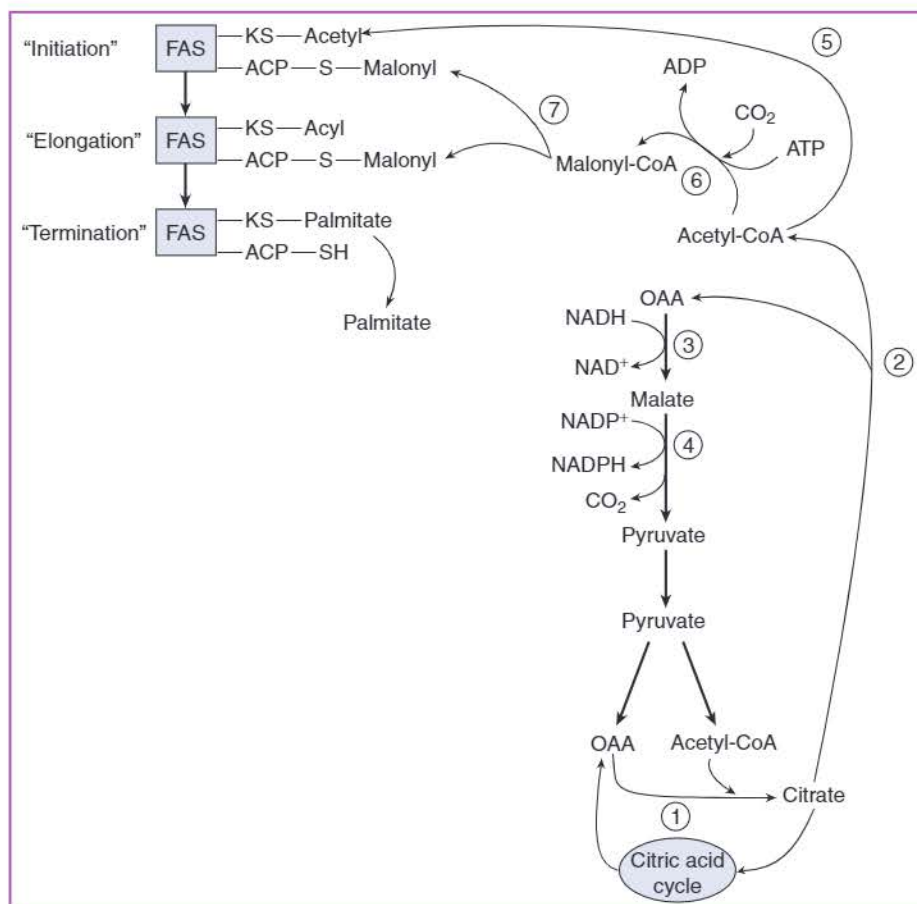 "Initiation"
FAS
KS—Acetyl
ACP—S—Malonyl
"Elongation"
FAS
KS—Acyl
ACP—S—Malonyl
"Termination"
FAS
KS—Palmitate
ACP—SH
Palmitate
5
ADP
CO₂
ATP
7
Malonyl-CoA
6
Acetyl-CoA
OAA
NADH
3
NAD⁺
2
Malate
NADP⁺
4
NADPH
CO₂
Pyruvate
Pyruvate
OAA
Acetyl-CoA
Citrate
1
Citric acid
cycle